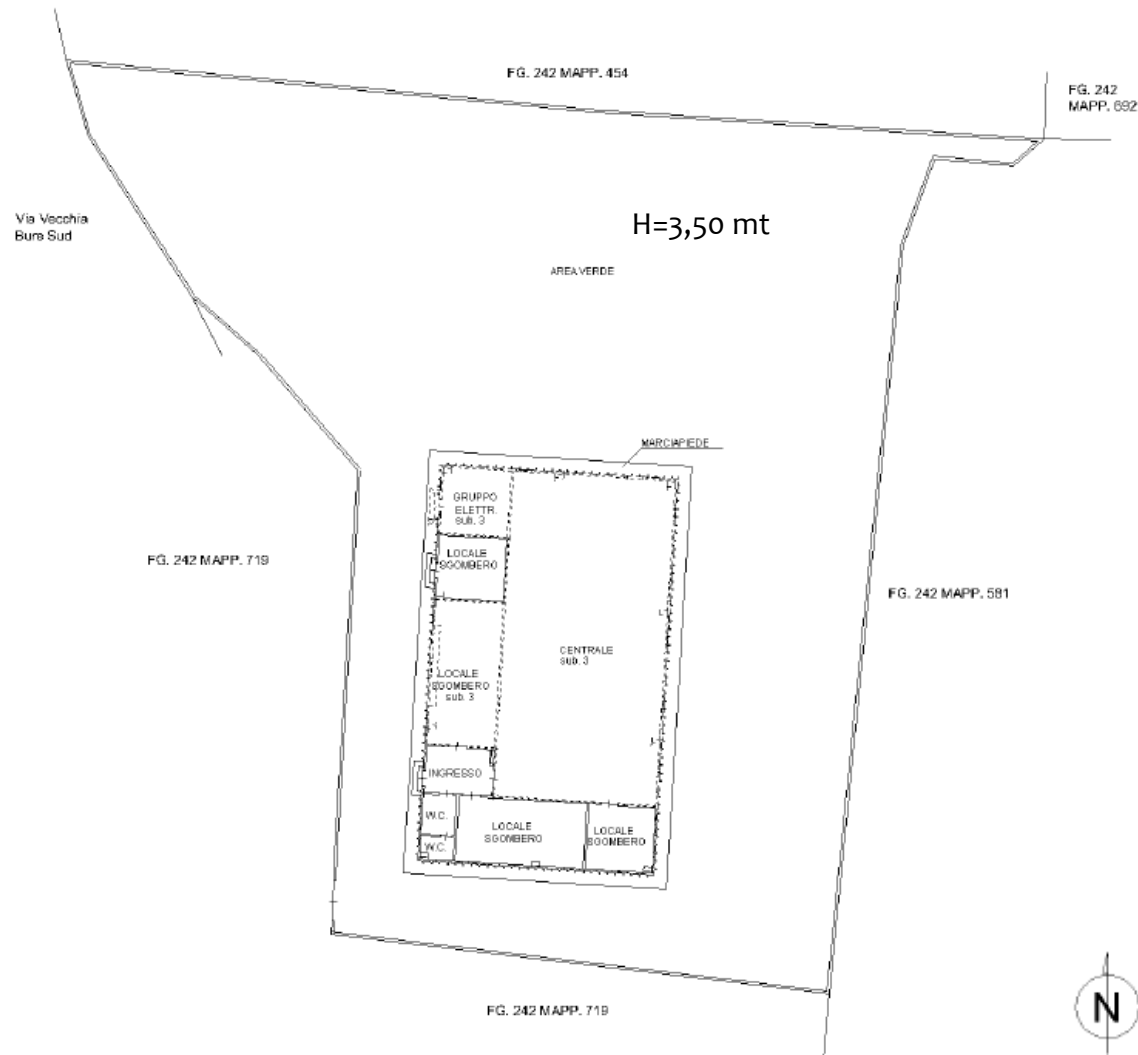 FG. 242 MAPP. 454
FG. 242
MAPP. 692
Via Vecchia
Bure Sud
H=3,50 mt
AREA VERDE
MARCIAPIEDE
GRUPPO
ELETTR.
sub. 3
LOCALE
SGOMBERO
FG. 242 MAPP. 719
FG. 242 MAPP. 581
CENTRALE
sub. 3
LOCALE
SGOMBERO
sub. 3
INGRESSO
W.C.
LOCALE
SGOMBERO
LOCALE
SGOMBERO
W.C.
FG. 242 MAPP. 719
N